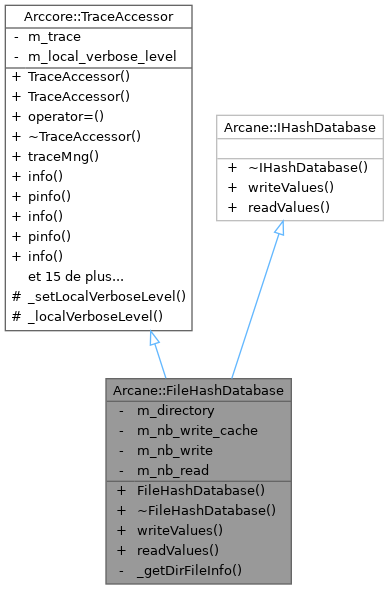 Arccore::TraceAccessor
- m_trace
- m_local_verbose_level
+ TraceAccessor()
+ TraceAccessor()
+ operator=()
+ ~TraceAccessor()
+ traceMng()
+ info()
+ pinfo()
+ info()
+ pinfo()
+ info()
et 15 de plus...
# _setLocalVerboseLevel()
# _localVerboseLevel()
Arcane::IHashDatabase
+ ~IHashDatabase()
+ writeValues()
+ readValues()
Arcane::FileHashDatabase
- m_directory
- m_nb_write_cache
- m_nb_write
- m_nb_read
+ FileHashDatabase()
+ ~FileHashDatabase()
+ writeValues()
+ readValues()
- _getDirFileInfo()